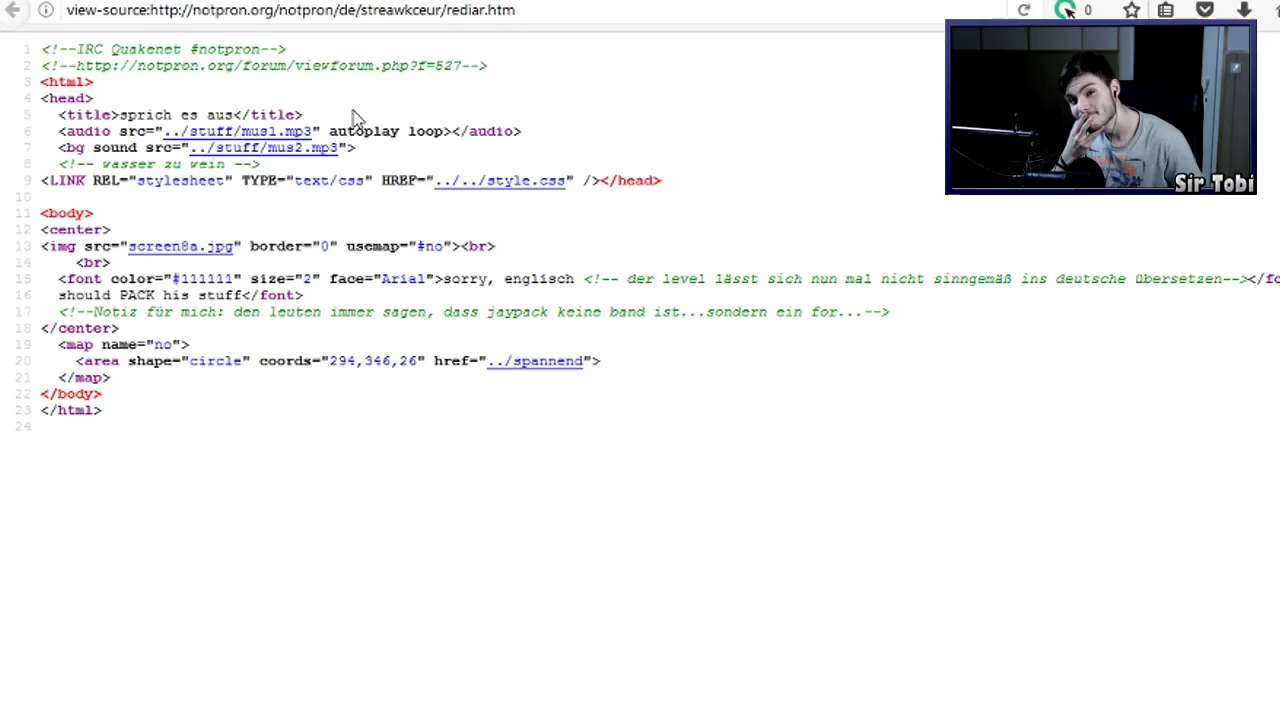 view-source:http://notpron.org/notpron/de/streawkceur/rediar.htm
0
1 <!--IRC Quakenet #notpron-->
2 <!--http://notpron.org/forum/viewforum.php?f=527-->
3 <html>
4 <head>
5 <title>sprich es aus</title>
6 <audio src="../stuff/mus1.mp3" autoplay loop></audio>
7 <bg sound src="../stuff/mus2.mp3">
8 <!-- wasser zu wein -->
9 <LINK REL="stylesheet" TYPE="text/css" HREF="../../style.css" /></head>
10
11 <body>
12 <center>
13 <img src="screen8a.jpg" border="0" usemap="#no"><br>
14 <br>
15 <font color="#111111" size="2" face="Arial">sorry, englisch <!-- der level lässt sich nun mal nicht sinngemäß ins deutsche übersetzen--></fo
16 should PACK his stuff</font>
17 <!--Notiz für mich: den leuten immer sagen, dass jaypack keine band ist...sondern ein for...-->
18 </center>
19 <map name="no">
20 <area shape="circle" coords="294,346,26" href="../spannend">
21 </map>
22 </body>
23 </html>
24
Sir Tobi